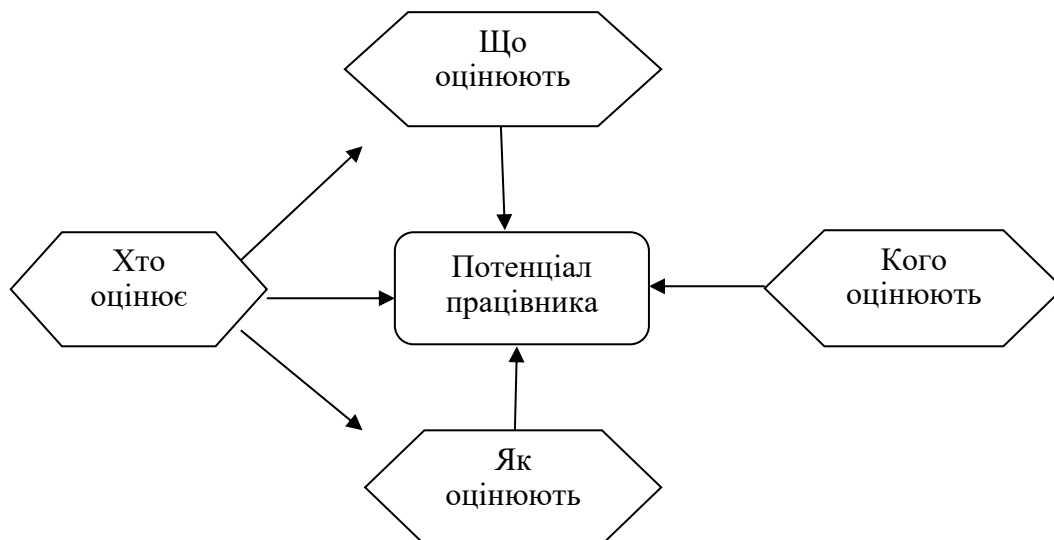 Що
оцінюють
Хто
оцінює
Потенціал
працівника
Кого
оцінюють
Як
оцінюють